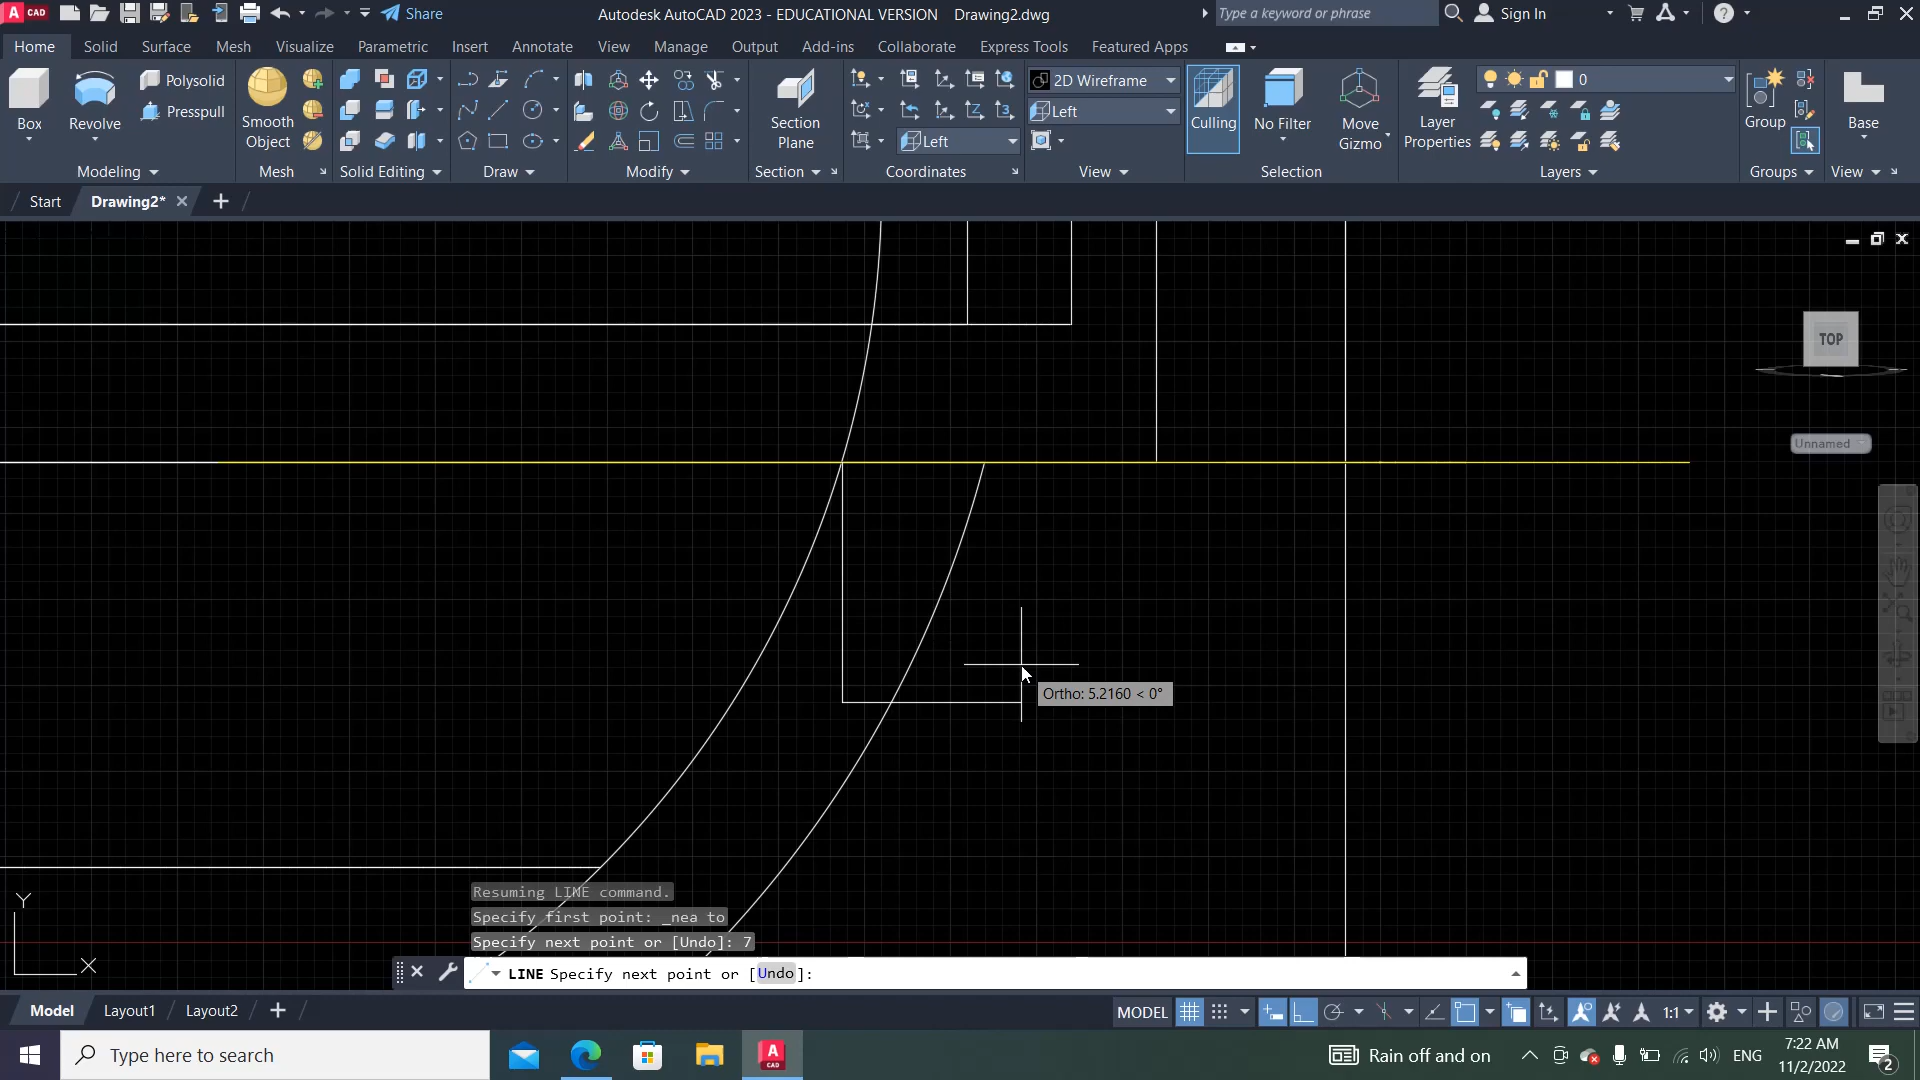 A CAD Share Autodesk AutoCAD 2023 - EDUCATIONAL VERSION Drawing2.dwg Type a keyword or phrase Sign In
Home Solid Surface Mesh Visualize Parametric Insert Annotate View Manage Output Add-ins Collaborate Express Tools Featured Apps
Polysolid 2D Wireframe 0
Presspull Left
Box Revolve Smooth Object Section Plane Left Culling No Filter Move Gizmo Layer Properties Group Base
Modeling Mesh Solid Editing Draw Modify Section Coordinates View Selection Layers Groups View
Start Drawing2*
TOP
Unnamed
Ortho: 5.2160 < 0°
Resuming LINE command.
Specify first point: _nea to
Specify next point or [Undo]: 7
Y
X
LINE Specify next point or [Undo]:
Model Layout1 Layout2 MODEL 1:1
Type here to search A CAD Rain off and on ENG 7:22 AM
11/2/2022 2